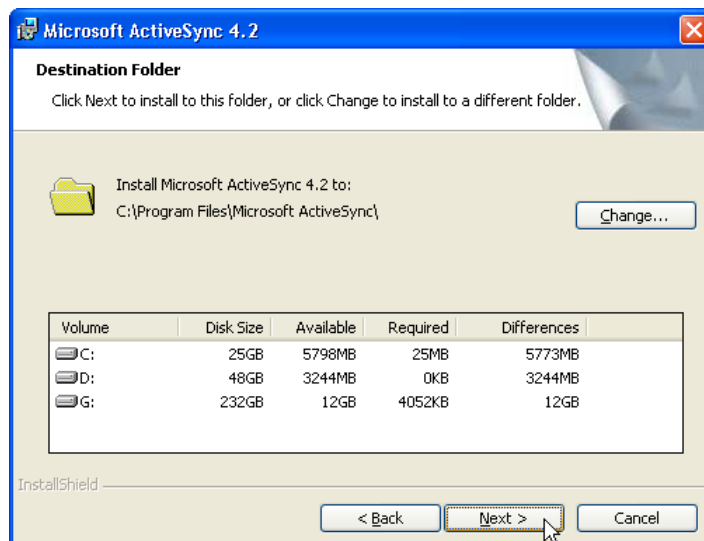 Microsoft ActiveSync 4.2
Destination Folder
Click Next to install to this folder, or click Change to install to a different folder.
Install Microsoft ActiveSync 4.2 to:
C:\Program Files\Microsoft ActiveSync\
Change...
Volume Disk Size Available Required Differences
C: 25GB 5798MB 25MB 5773MB
D: 48GB 3244MB 0KB 3244MB
G: 232GB 12GB 4052KB 12GB
InstallShield
< Back Next > Cancel